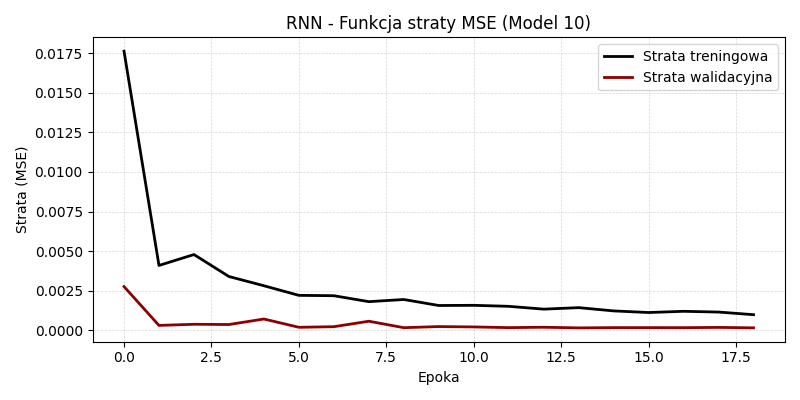 RNN - Funkcja straty MSE (Model 10)
Strata treningowa
Strata walidacyjna
Strata (MSE)
0.0175
0.0150
0.0125
0.0100
0.0075
0.0050
0.0025
0.0000
0.0 2.5 5.0 7.5 10.0 12.5 15.0 17.5
Epoka